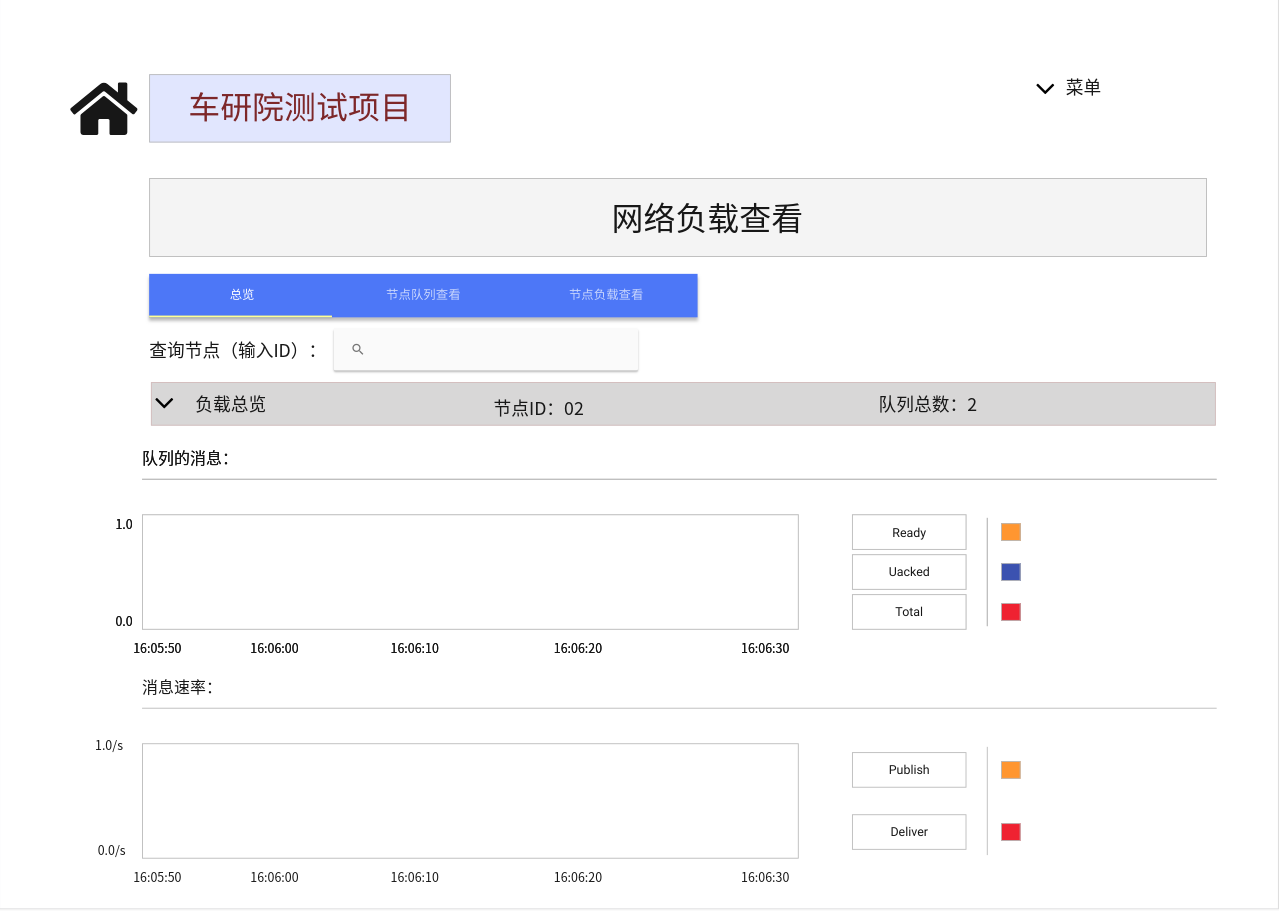 车研院测试项目
菜单
网络负载查看
总览 节点队列查看 节点负载查看
查询节点（输入ID）：
负载总览 节点ID：02 队列总数：2
队列的消息：
1.0
0.0
16:05:50 16:06:00 16:06:10 16:06:20 16:06:30
Ready
Uacked
Total
消息速率：
1.0/s
0.0/s
16:05:50 16:06:00 16:06:10 16:06:20 16:06:30
Publish
Deliver